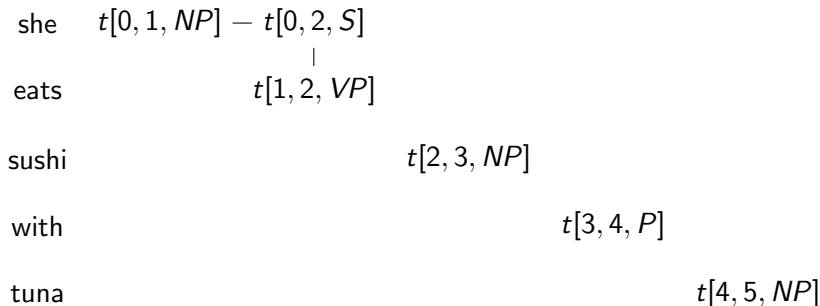 she t[0, 1, NP] − t[0, 2, S]
eats t[1, 2, VP]
sushi t[2, 3, NP]
with t[3, 4, P]
tuna t[4, 5, NP]